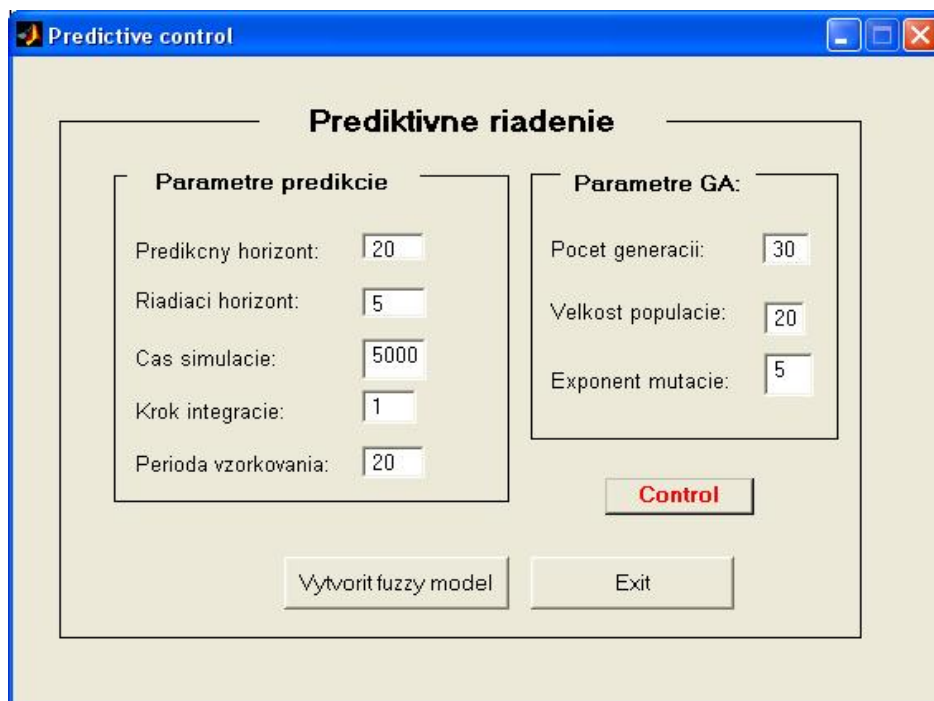 Predictive control
Prediktivne riadenie
Parametre predikcie
Predikcny horizont: 20
Riadiaci horizont: 5
Cas simulacie: 5000
Krok integracie: 1
Perioda vzorkovania: 20
Parametre GA:
Pocet generacii: 30
Velkost populacie: 20
Exponent mutacie: 5
Control
Vytvorit fuzzy model
Exit